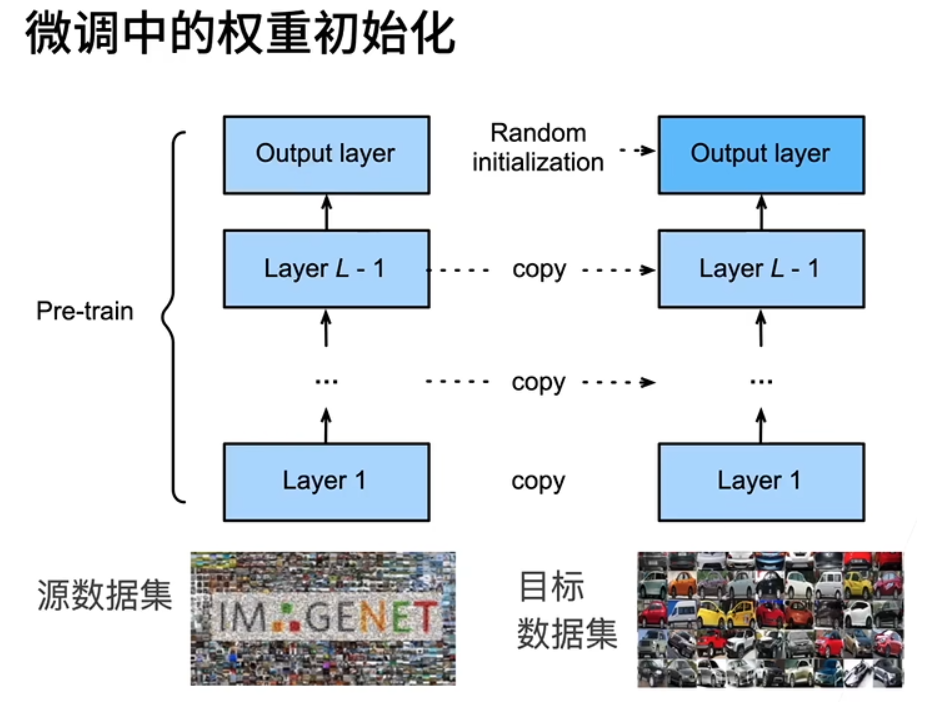 微调中的权重初始化
Output layer
Random
initialization
Output layer
Layer L - 1
copy
Layer L - 1
Pre-train
...
copy
...
Layer 1
copy
Layer 1
源数据集
IMAGENET
目标
数据集